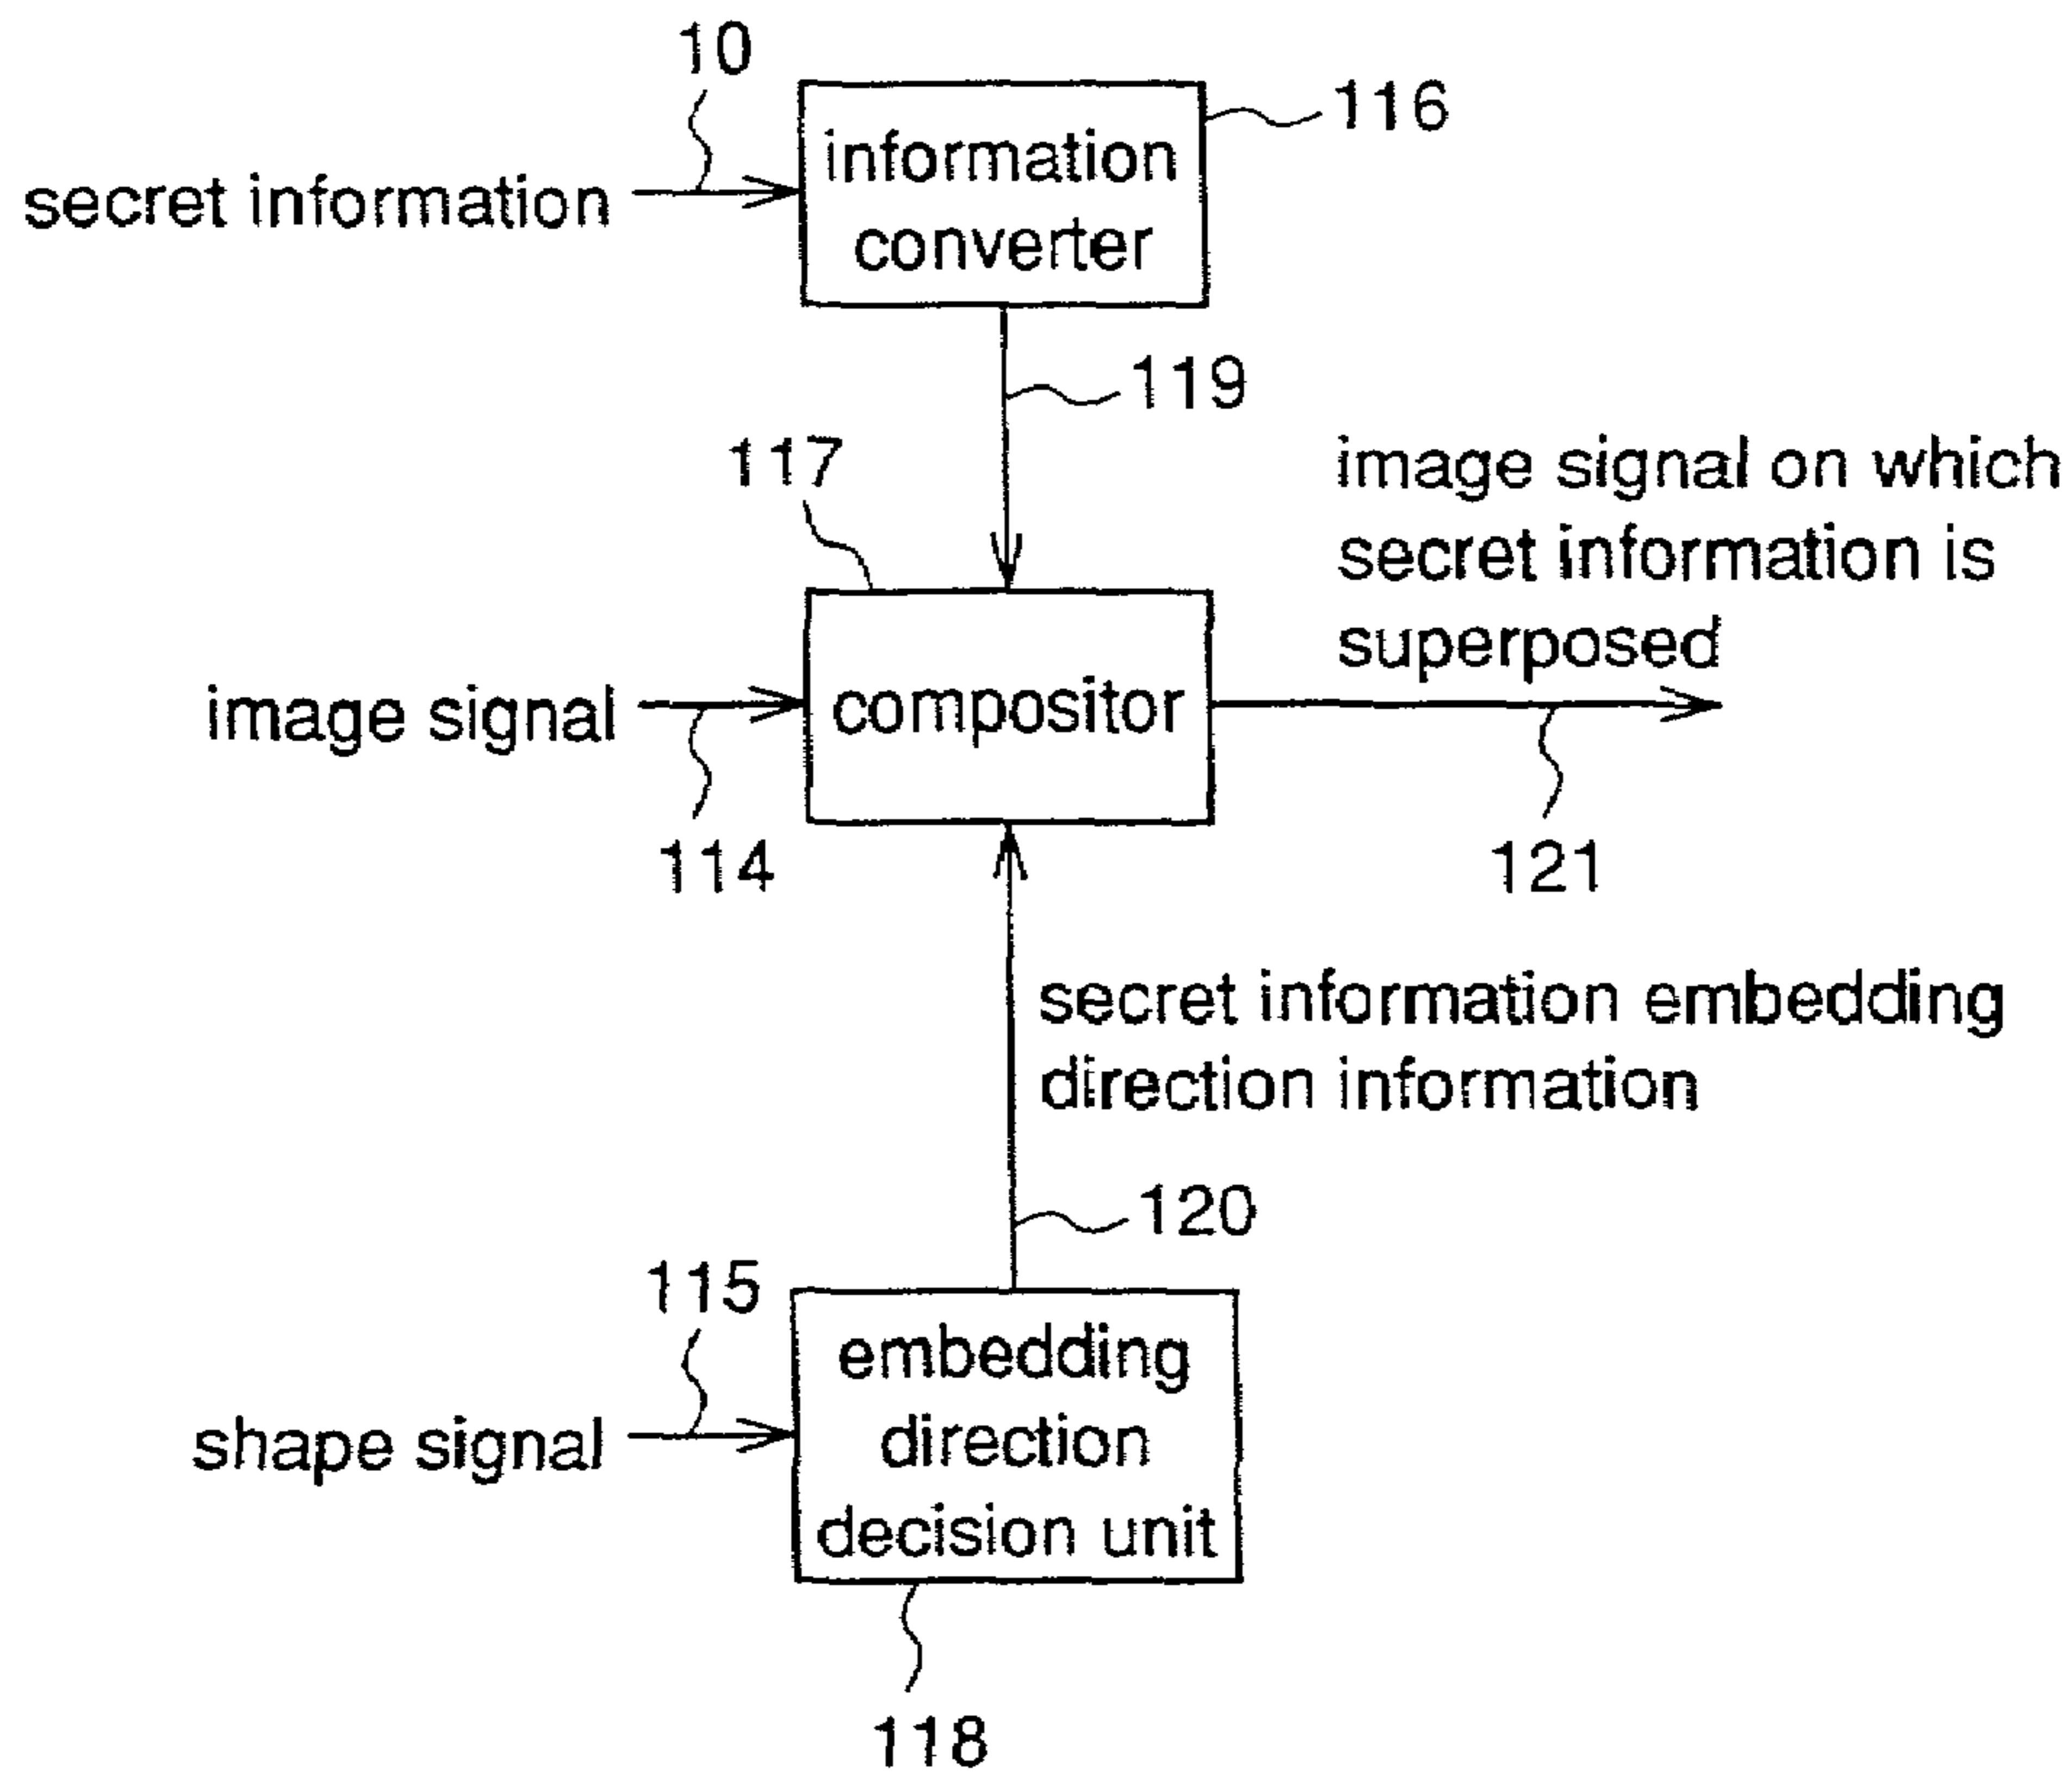 10
116
information
converter
secret information
119
117
image signal on which
secret information is
superposed
image signal
compositor
114
121
secret information embedding
direction information
120
115
embedding
direction
decision unit
shape signal
118